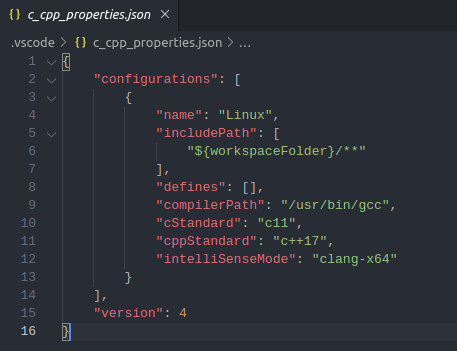 {} c_cpp_properties.json ×
.vscode > {} c_cpp_properties.json > ...
1 {
2 "configurations": [
3 {
4 "name": "Linux",
5 "includePath": [
6 "${workspaceFolder}/**"
7 ],
8 "defines": [],
9 "compilerPath": "/usr/bin/gcc",
10 "cStandard": "c11",
11 "cppStandard": "c++17",
12 "intelliSenseMode": "clang-x64"
13 }
14 ],
15 "version": 4
16 }